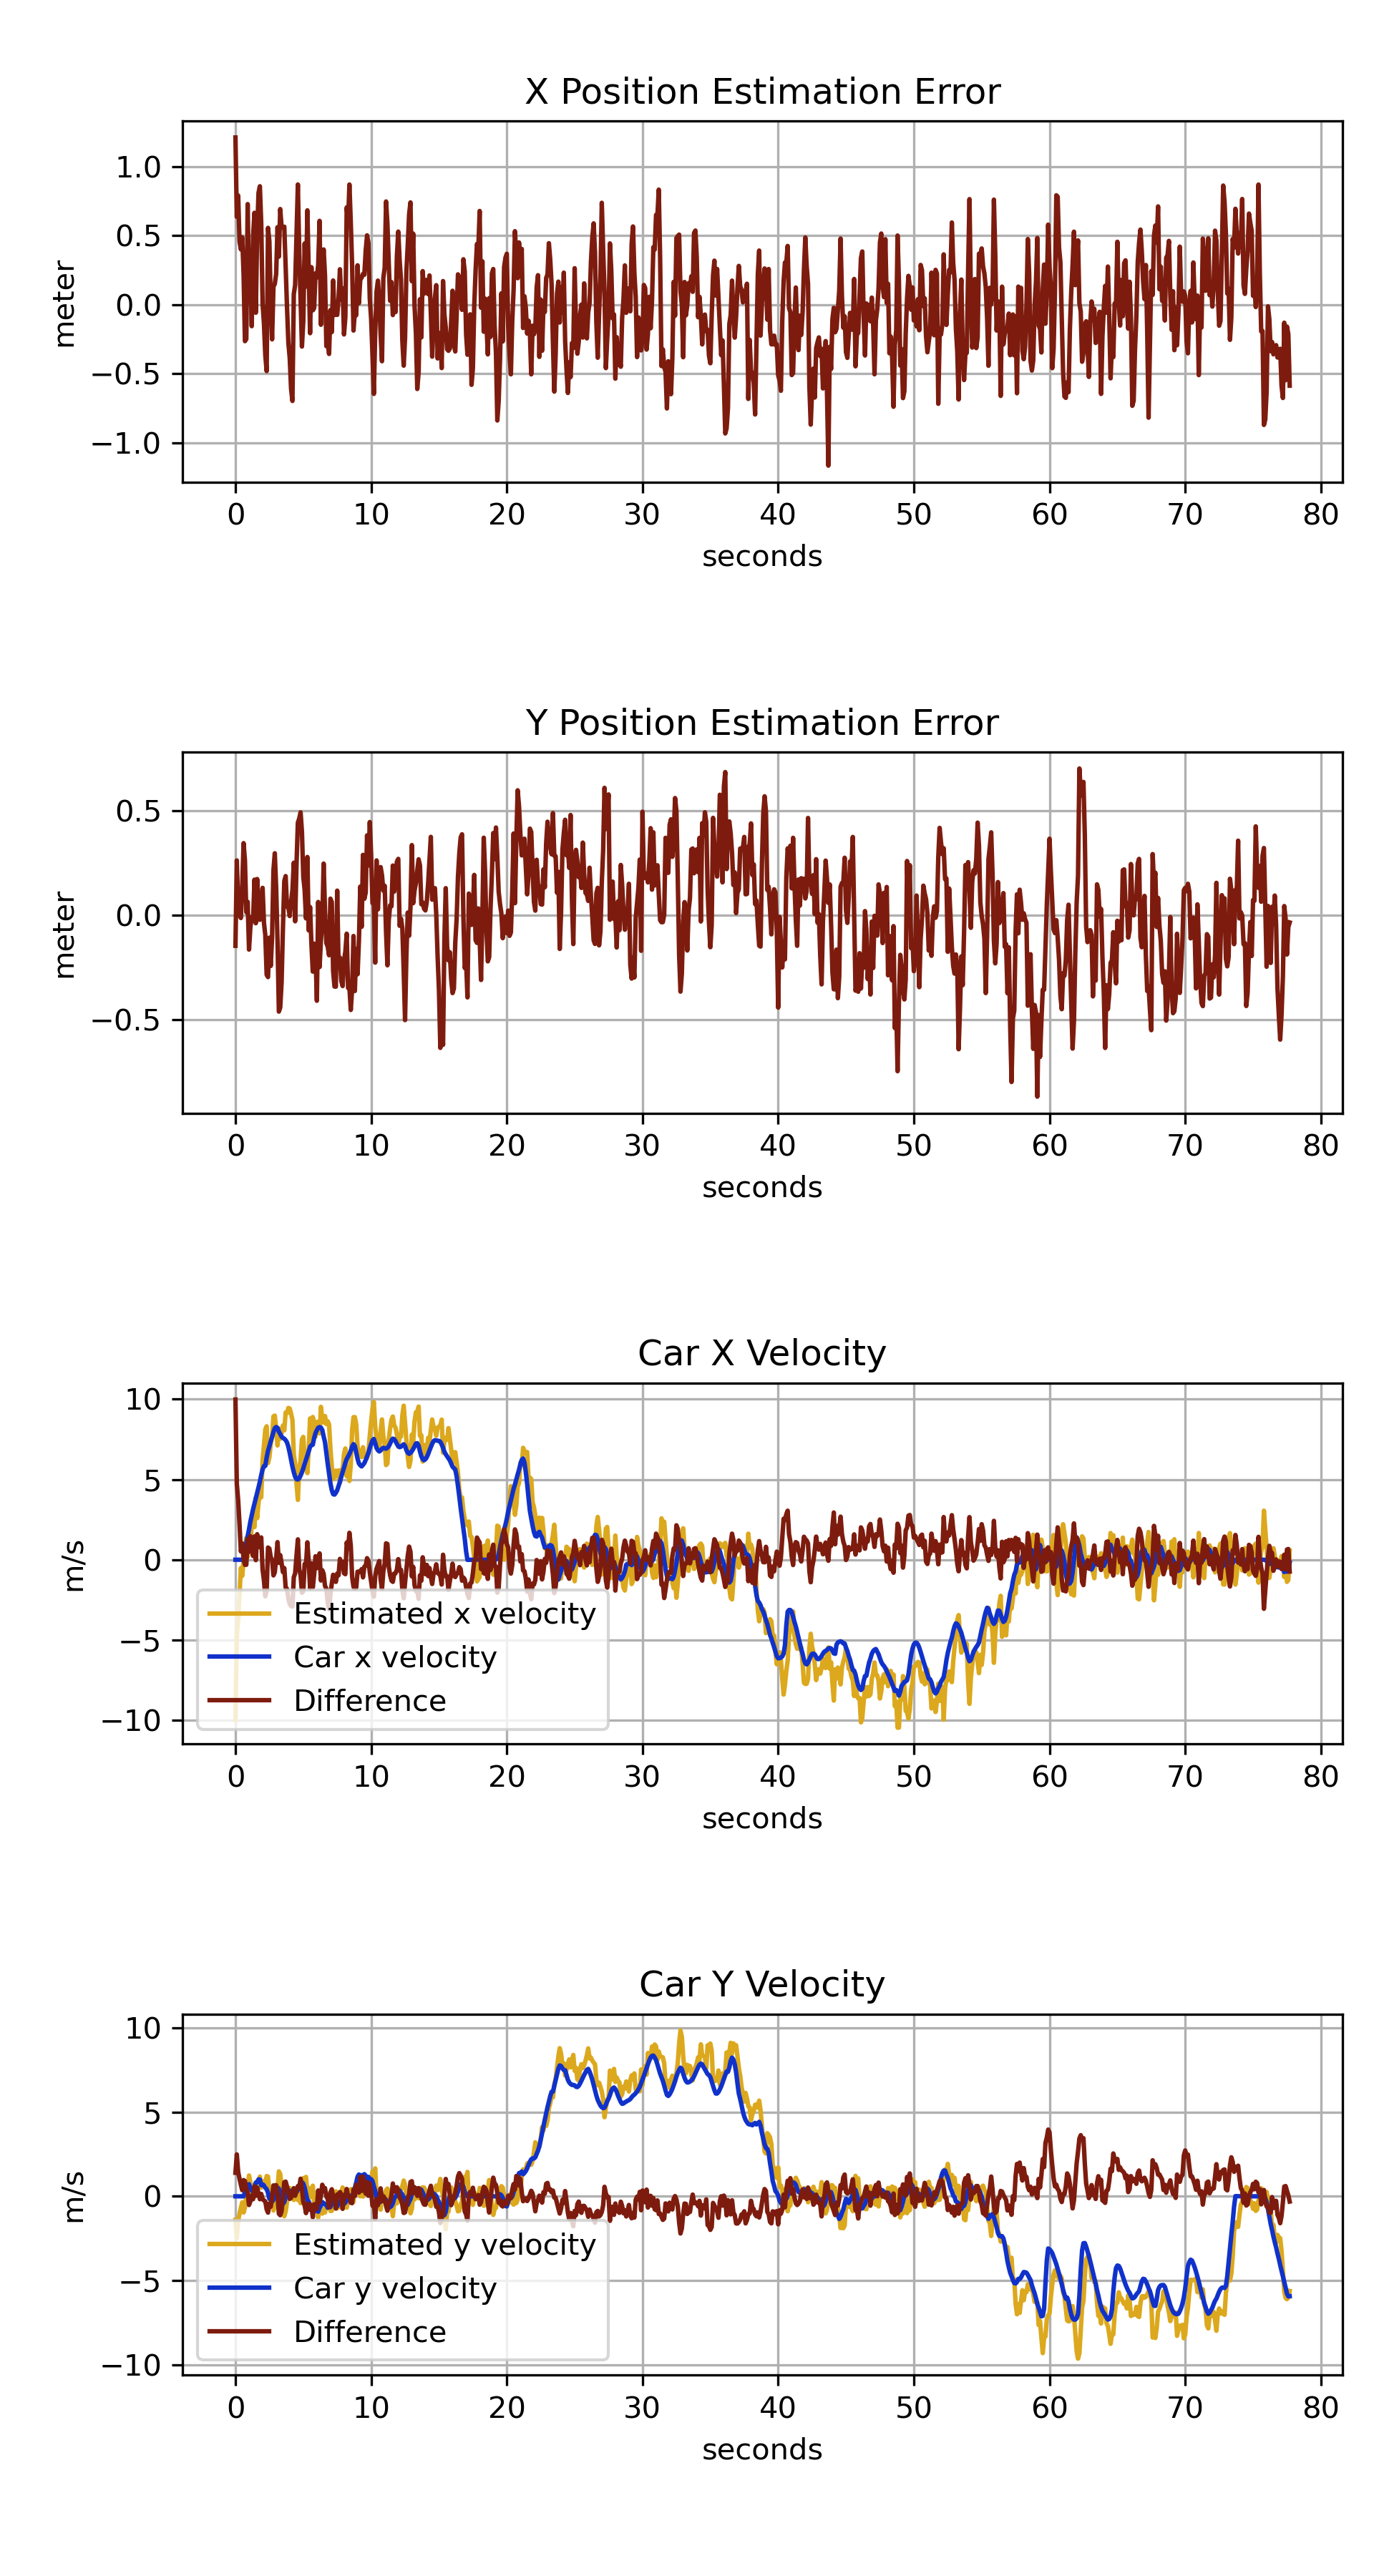 X Position Estimation Error
1.0
0.5
0.0
−0.5
−1.0
meter
0 10 20 30 40 50 60 70 80
seconds
Y Position Estimation Error
0.5
0.0
−0.5
meter
0 10 20 30 40 50 60 70 80
seconds
Car X Velocity
10
5
0
−5
−10
m/s
Estimated x velocity
Car x velocity
Difference
0 10 20 30 40 50 60 70 80
seconds
Car Y Velocity
10
5
0
−5
−10
m/s
Estimated y velocity
Car y velocity
Difference
0 10 20 30 40 50 60 70 80
seconds